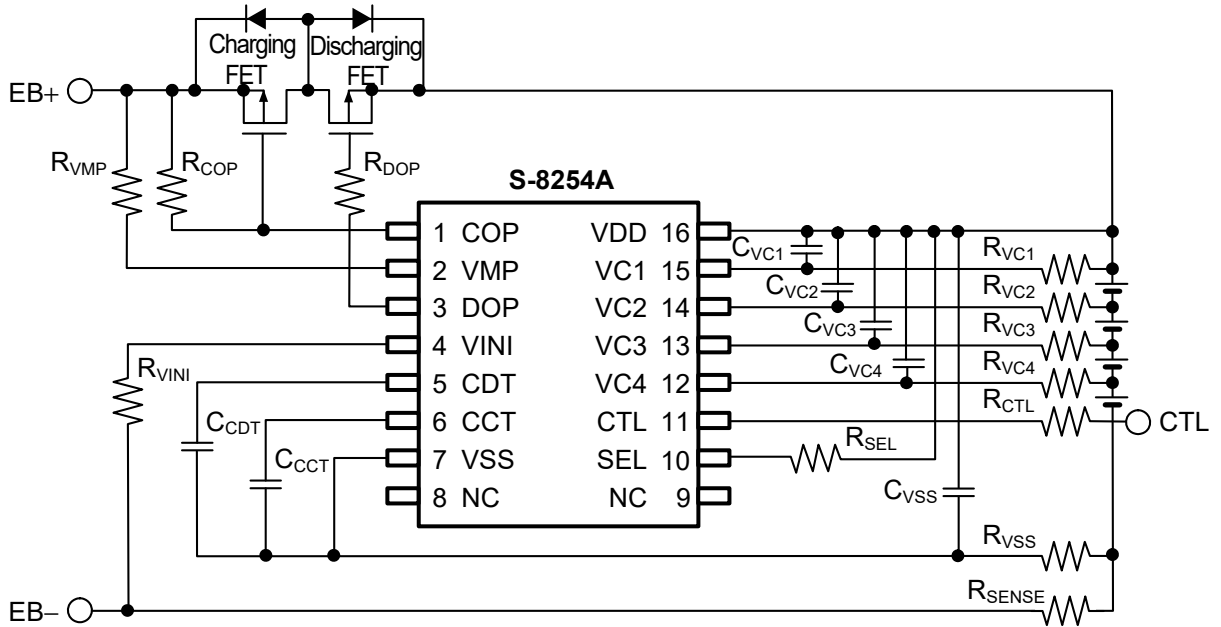 Charging Discharging
FET FET
EB+
RVMP
RCOP
RDOP
S-8254A
1 COP VDD 16
2 VMP VC1 15
3 DOP VC2 14
4 VINI VC3 13
5 CDT VC4 12
6 CCT CTL 11
7 VSS SEL 10
8 NC NC 9
CVC1
CVC2
CVC3
CVC4
RVC1
RVC2
RVC3
RVC4
RCTL
CTL
RVINI
CCDT
CCCT
RSEL
CVSS
RVSS
RSENSE
EB−